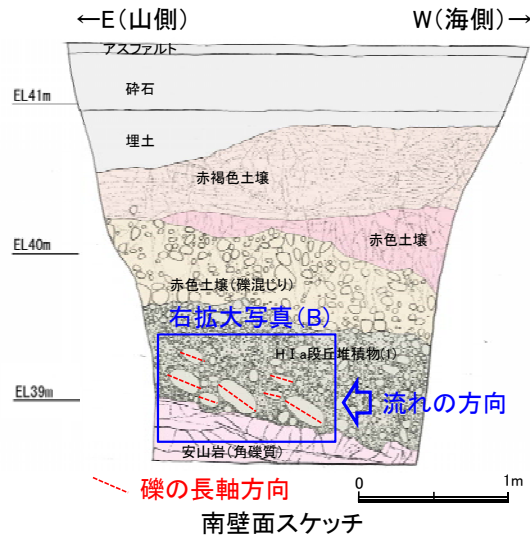 ←E(山側)
W(海側)→
アスファルト
EL41m
砕石
埋土
赤褐色土壌
赤色土壌
EL40m
赤色土壌(礫混じり)
右拡大写真(B)
HⅠa段丘堆積物(1)
EL39m
流れの方向
安山岩(角礫質)
礫の長軸方向
0
1m
南壁面スケッチ